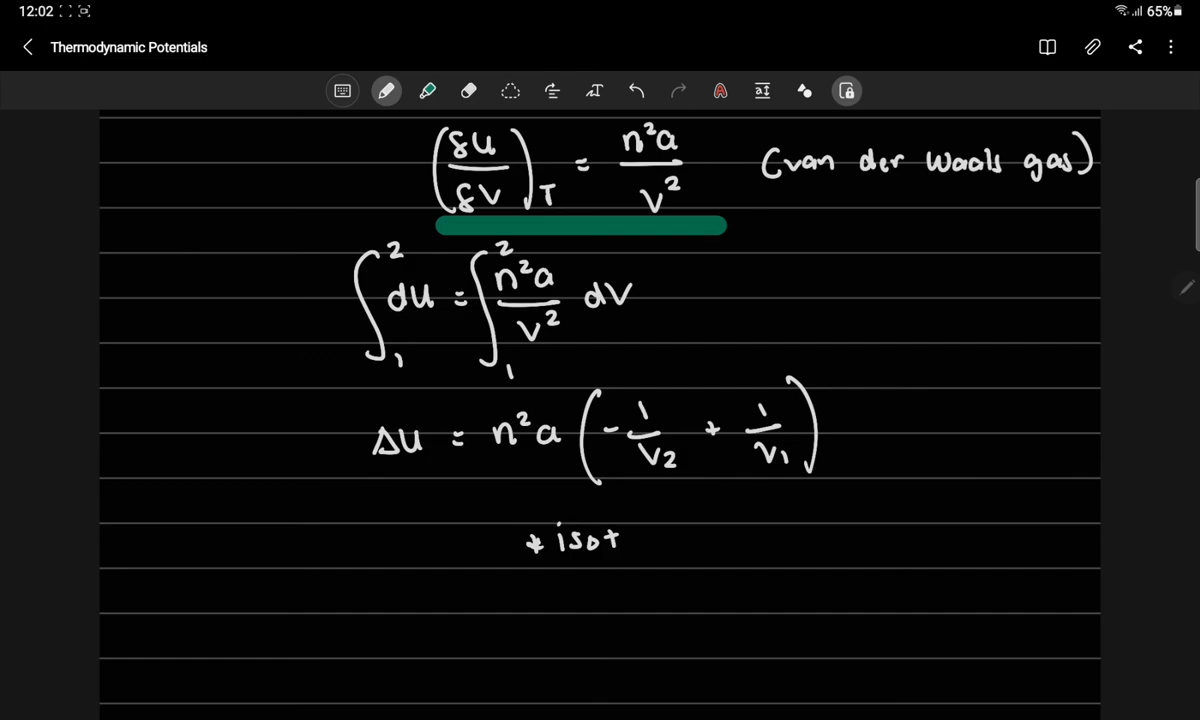 12:02 65%
Thermodynamic Potentials
(δU/δV)_T = n²a/V² (van der Waals gas)
∫₁² dU = ∫₁² n²a/V² dV
ΔU = n²a (-1/V₂ + 1/V₁)
* isot